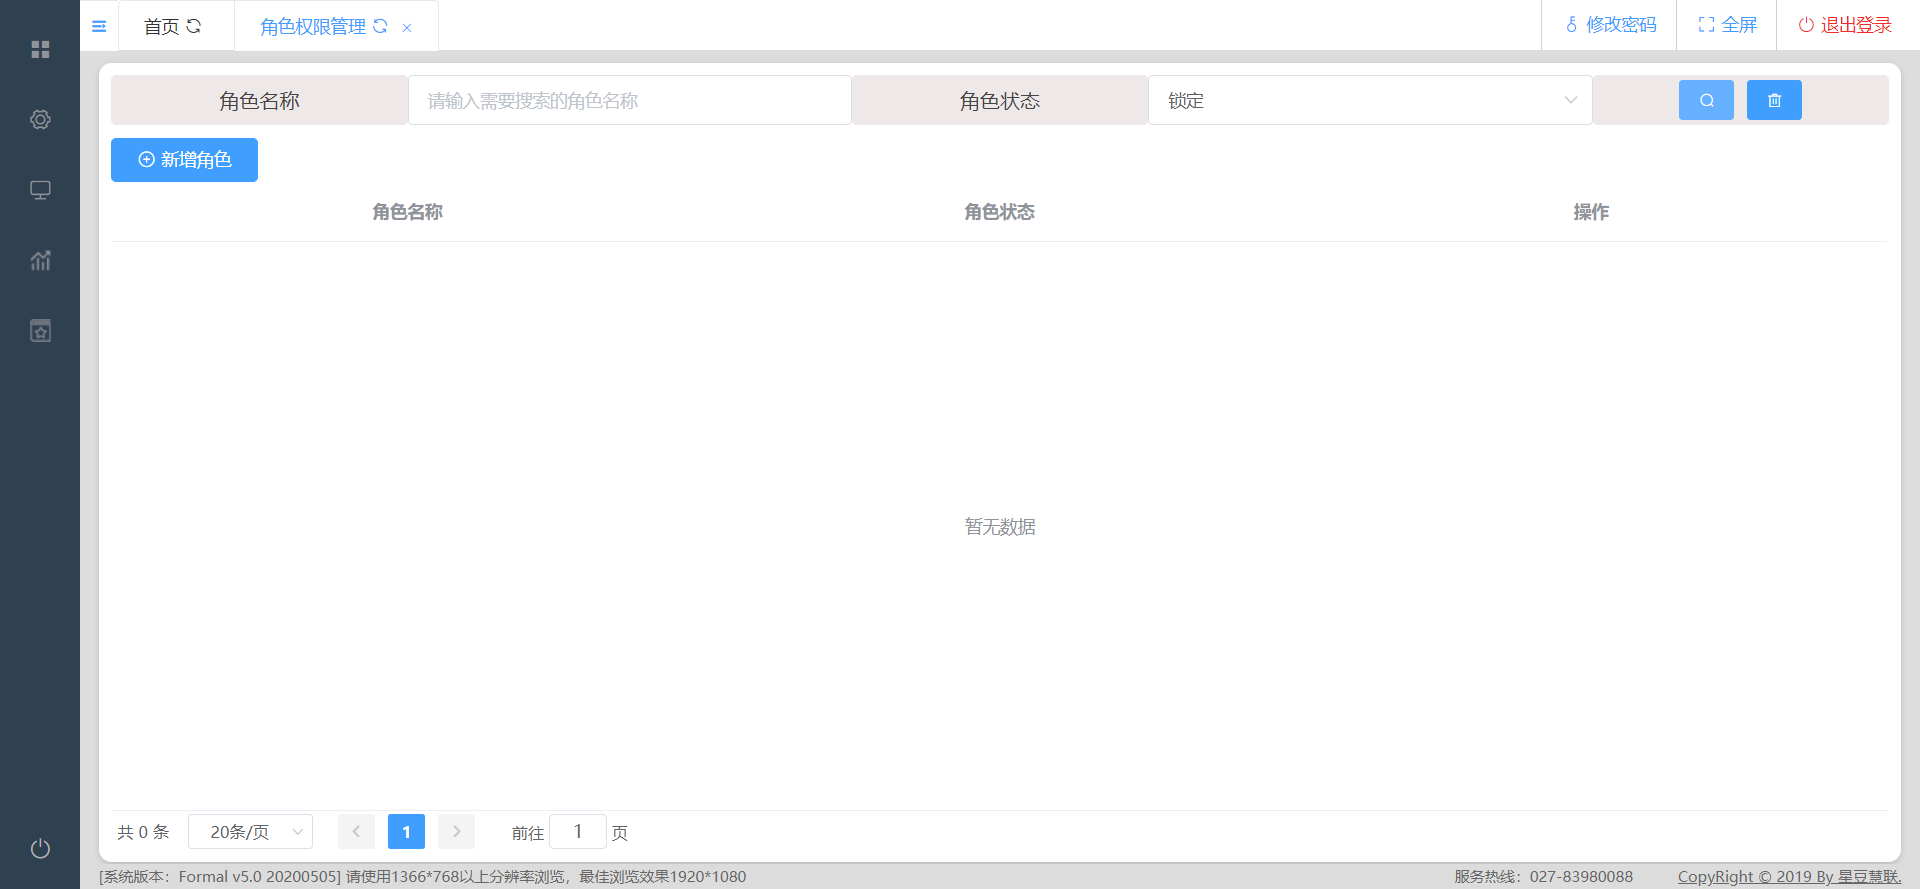 首页 角色权限管理 修改密码 全屏 退出登录
角色名称 请输入需要搜索的角色名称 角色状态 锁定
新增角色
角色名称 角色状态 操作
暂无数据
共 0 条 20条/页 1 前往 1 页
[系统版本：Formal v5.0 20200505] 请使用1366*768以上分辨率浏览，最佳浏览效果1920*1080 服务热线：027-83980088 CopyRight © 2019 By 星豆慧联.